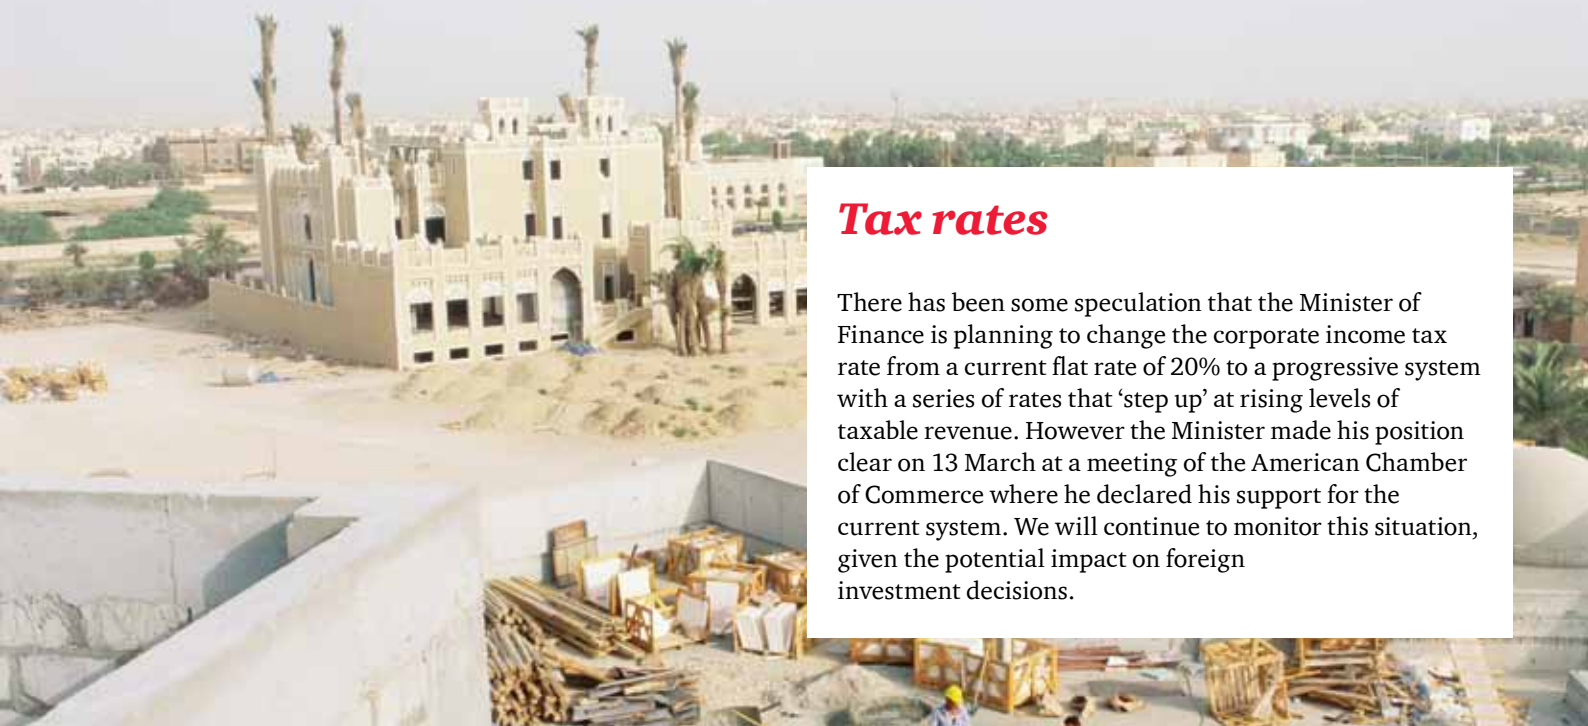 Tax rates
There has been some speculation that the Minister of
Finance is planning to change the corporate income tax
rate from a current flat rate of 20% to a progressive system
with a series of rates that ‘step up’ at rising levels of
taxable revenue. However the Minister made his position
clear on 13 March at a meeting of the American Chamber
of Commerce where he declared his support for the
current system. We will continue to monitor this situation,
given the potential impact on foreign
investment decisions.